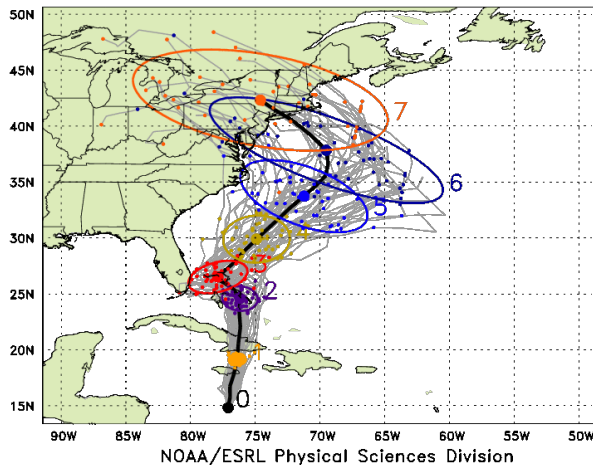 50N
45N
7
40N
6
35N
5
4
30N
3
25N
2
20N
1
0
15N
90W 85W 80W 75W 70W 65W 60W 55W 50W
NOAA/ESRL Physical Sciences Division